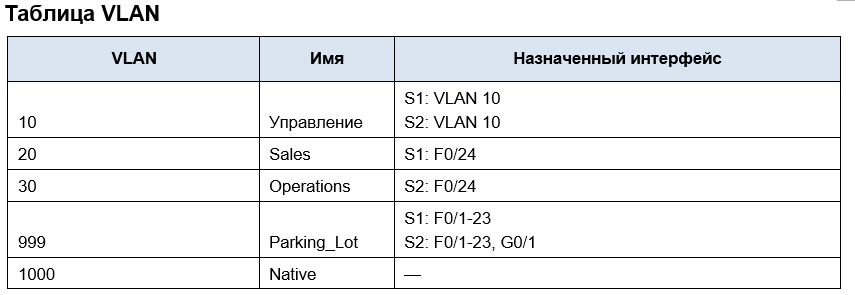 Таблица VLAN
VLAN Имя Назначенный интерфейс
S1: VLAN 10
10 Управление S2: VLAN 10
20 Sales S1: F0/24
30 Operations S2: F0/24
S1: F0/1-23
999 Parking_Lot S2: F0/1-23, G0/1
1000 Native —